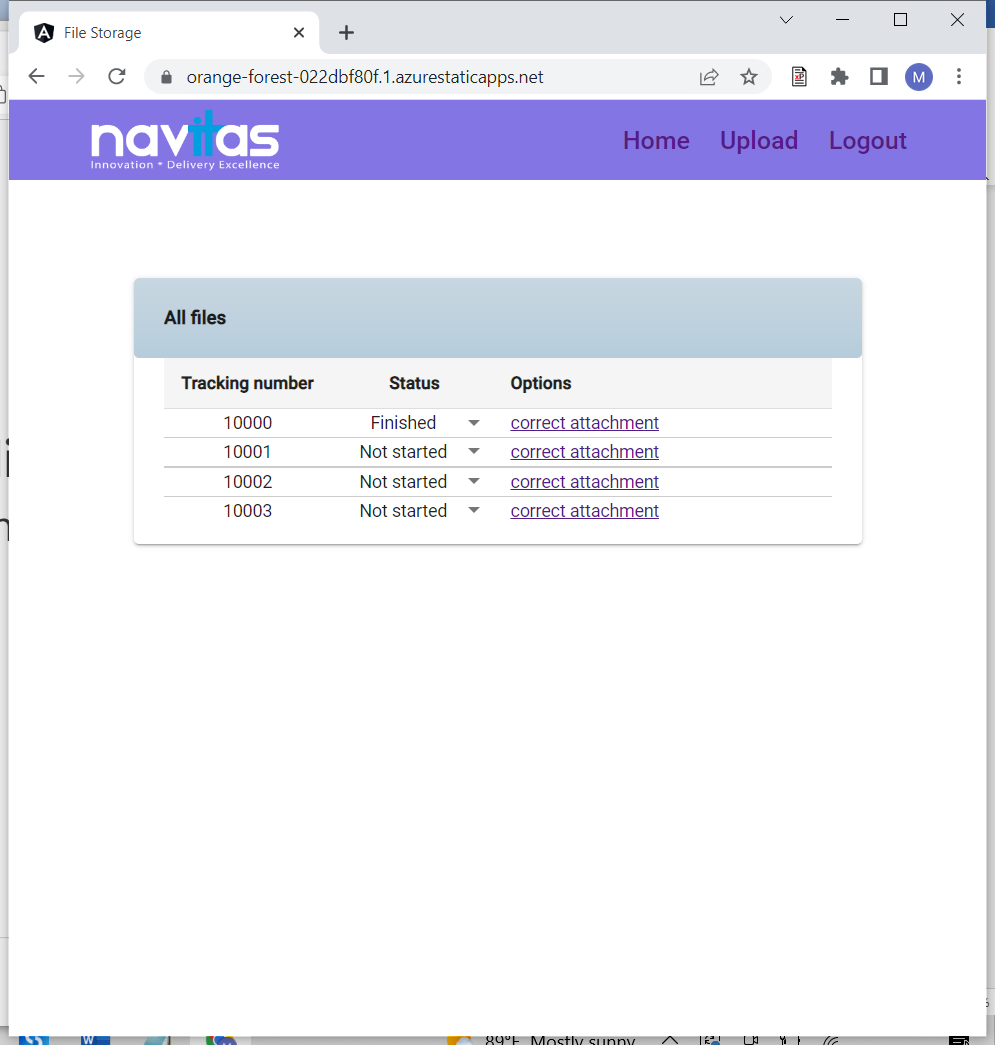 File Storage
orange-forest-022dbf80f.1.azurestaticapps.net
M
navitas
Innovation * Delivery Excellence
Home Upload Logout
All files
Tracking number Status Options
10000 Finished correct attachment
10001 Not started correct attachment
10002 Not started correct attachment
10003 Not started correct attachment
89°F Mostly sunny